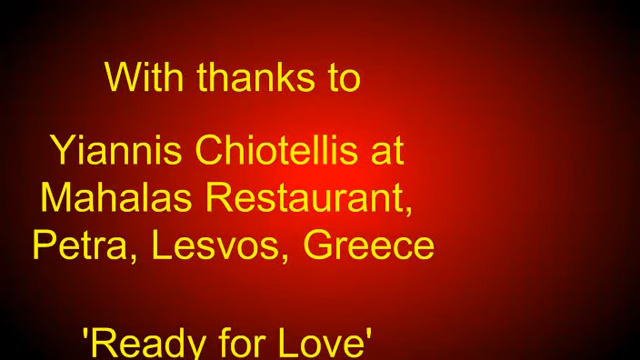 With thanks to
Yiannis Chiotellis at
Mahalas Restaurant,
Petra, Lesvos, Greece
'Ready for Love'